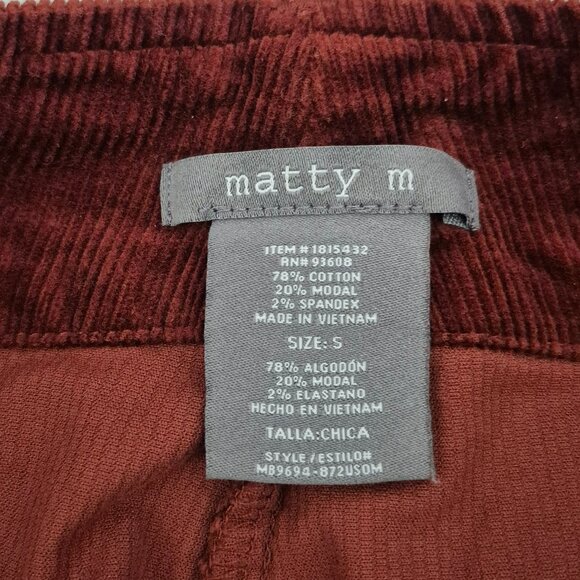 matty m
ITEM # 1815432
RN# 93608
78% COTTON
20% MODAL
2% SPANDEX
MADE IN VIETNAM
SIZE: S
78% ALGODÓN
20% MODAL
2% ELASTANO
HECHO EN VIETNAM
TALLA:CHICA
STYLE/ESTILO#
MB9694-872USOM